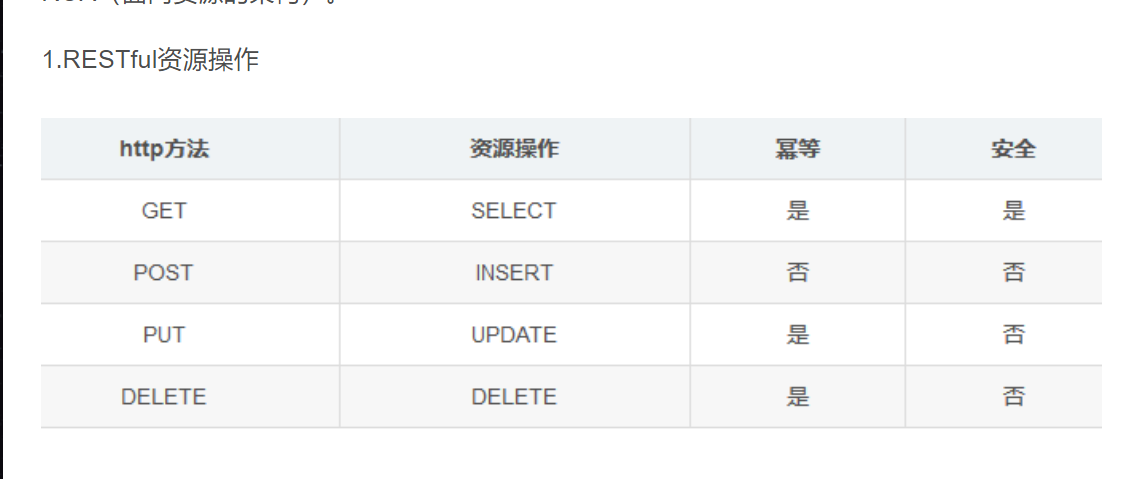 1.RESTful资源操作
http方法 资源操作 幂等 安全
GET SELECT 是 是
POST INSERT 否 否
PUT UPDATE 是 否
DELETE DELETE 是 否